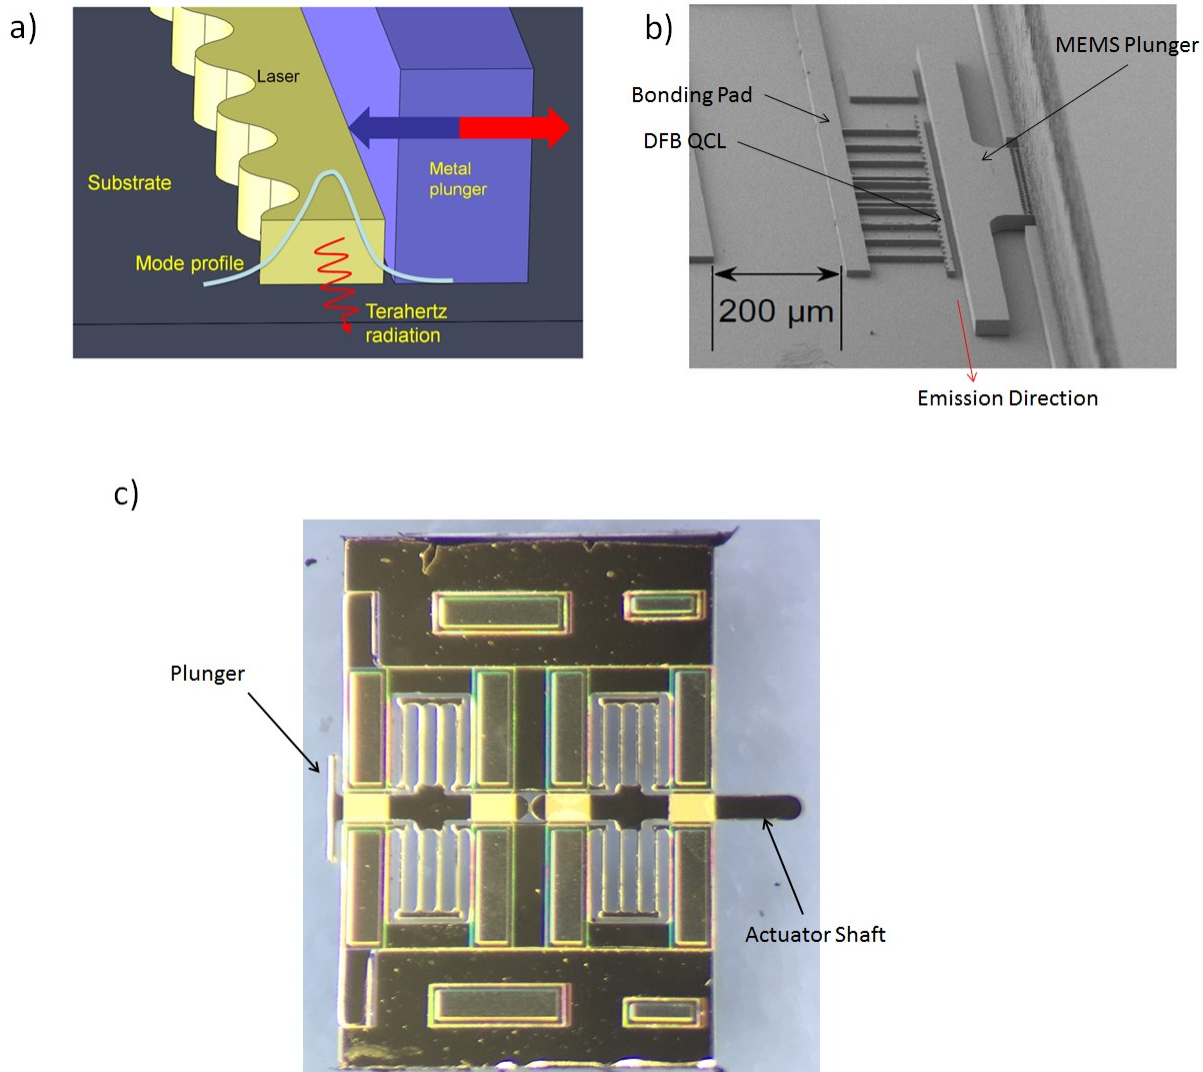 a)
Laser
Substrate
Metal
plunger
Mode profile
Terahertz
radiation
b)
MEMS Plunger
Bonding Pad
DFB QCL
200 μm
Emission Direction
c)
Plunger
Actuator Shaft